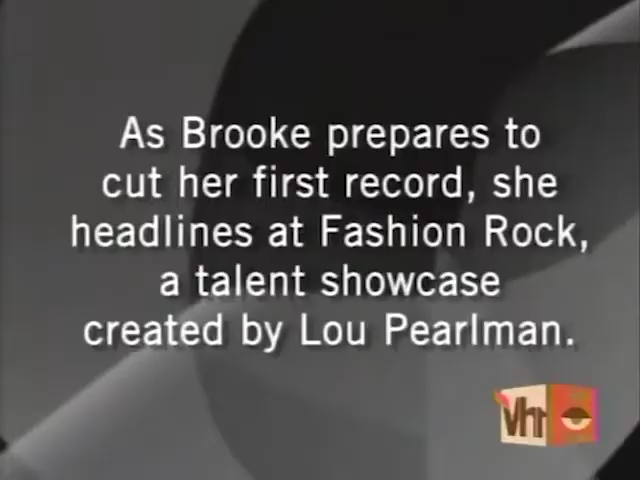 As Brooke prepares to
cut her first record, she
headlines at Fashion Rock,
a talent showcase
created by Lou Pearlman.
Vh1